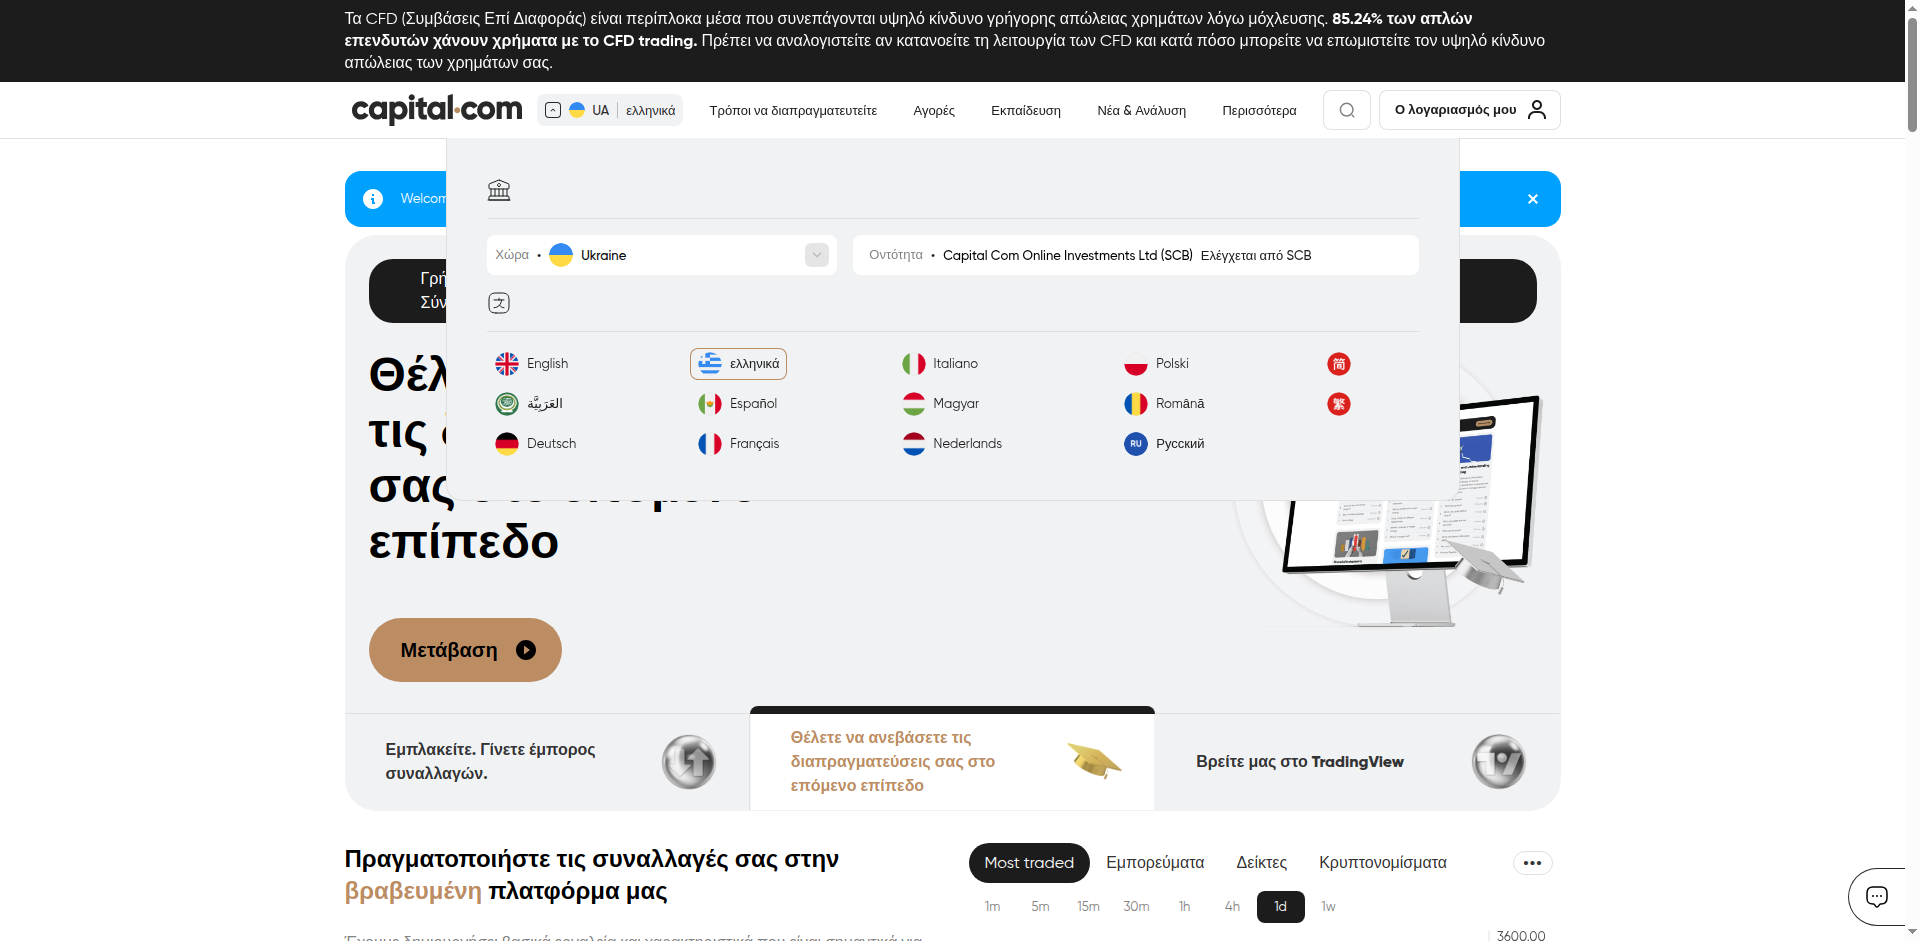 Τα CFD (Συμβάσεις Επί Διαφοράς) είναι περίπλοκα μέσα που συνεπάγονται υψηλό κίνδυνο γρήγορης απώλειας χρημάτων λόγω μόχλευσης. 85.24% των απλών
επενδυτών χάνουν χρήματα με το CFD trading. Πρέπει να αναλογιστείτε αν κατανοείτε τη λειτουργία των CFD και κατά πόσο μπορείτε να επωμιστείτε τον υψηλό κίνδυνο
απώλειας των χρημάτων σας.
capital.com
UA ελληνικά
Τρόποι να διαπραγματευτείτε
Αγορές
Εκπαίδευση
Νέα & Ανάλυση
Περισσότερα
Ο λογαριασμός μου
Χώρα • Ukraine
Οντότητα • Capital Com Online Investments Ltd (SCB) Ελέγχεται από SCB
English
ελληνικά
Italiano
Polski
简
العَرَبِيَّة
Español
Magyar
Română
繁
Deutsch
Français
Nederlands
RU Русский
σας
επίπεδο
Μετάβαση
Εμπλακείτε. Γίνετε έμπορος
συναλλαγών.
Θέλετε να ανεβάσετε τις
διαπραγματεύσεις σας στο
επόμενο επίπεδο
Βρείτε μας στο TradingView
Πραγματοποιήστε τις συναλλαγές σας στην
βραβευμένη πλατφόρμα μας
Most traded
Εμπορεύματα
Δείκτες
Κρυπτονομίσματα
1m
5m
15m
30m
1h
4h
1d
1w
3600.00